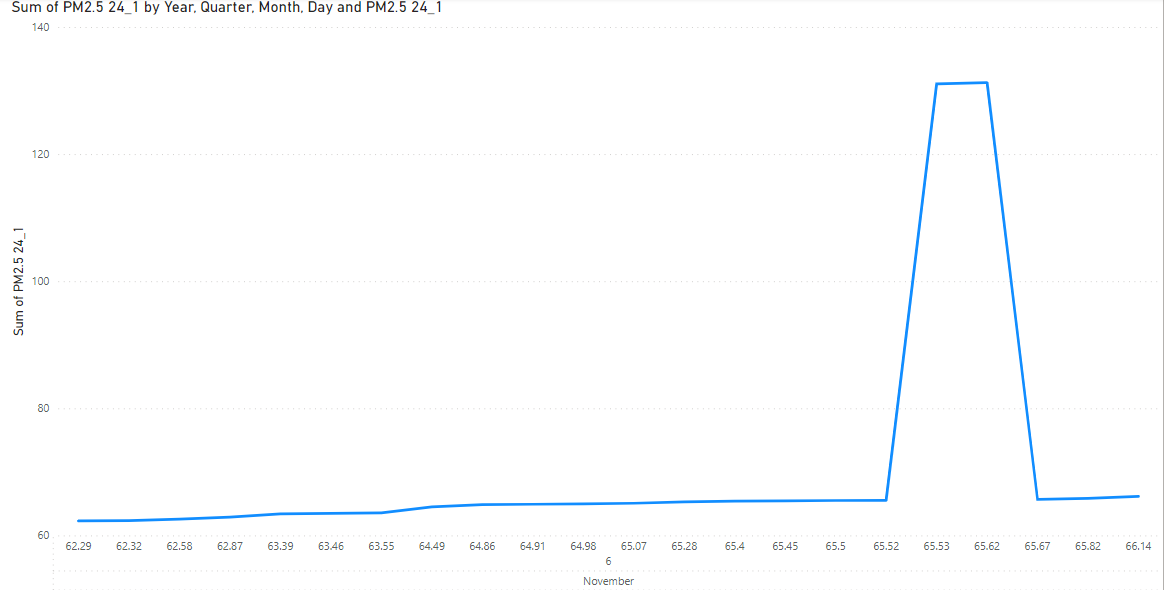 Sum of PM2.5 24_1 by Year, Quarter, Month, Day and PM2.5 24_1
140
120
100
80
60
Sum of PM2.5 24_1
62.29 62.32 62.58 62.87 63.39 63.46 63.55 64.49 64.86 64.91 64.98 65.07 65.28 65.4 65.45 65.5 65.52 65.53 65.62 65.67 65.82 66.14
6
November